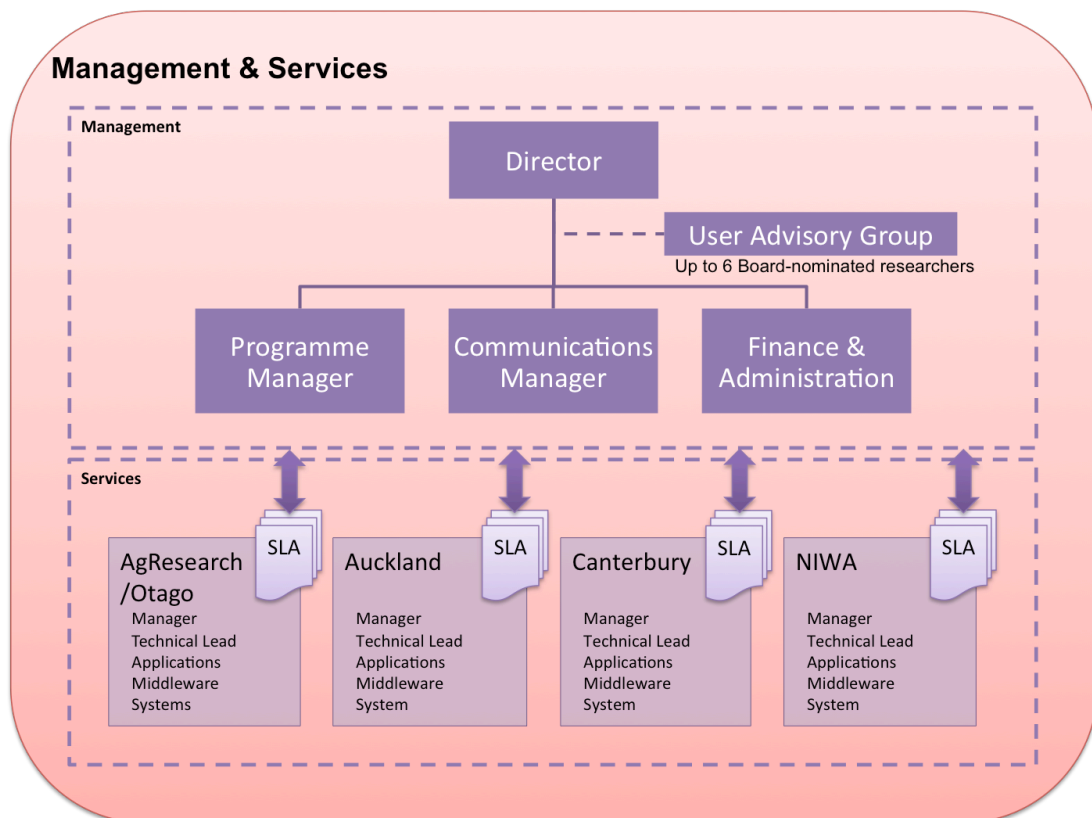 Management & Services
Management
Director
User Advisory Group
Up to 6 Board-nominated researchers
Programme
Manager
Communications
Manager
Finance &
Administration
Services
SLA
AgResearch
/Otago
Manager
Technical Lead
Applications
Middleware
Systems
SLA
Auckland
Manager
Technical Lead
Applications
Middleware
System
SLA
Canterbury
Manager
Technical Lead
Applications
Middleware
System
SLA
NIWA
Manager
Technical Lead
Applications
Middleware
System